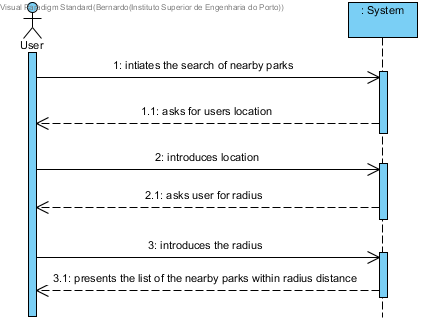 Visual Paradigm Standard(Bernardo(Instituto Superior de Engenharia do Porto))
: System
User
1: intiates the search of nearby parks
1.1: asks for users location
2: introduces location
2.1: asks user for radius
3: introduces the radius
3.1: presents the list of the nearby parks within radius distance